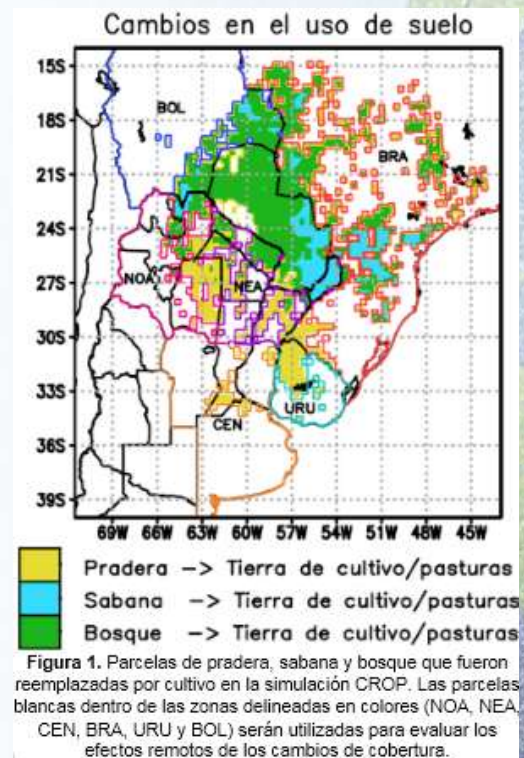 Cambios en el uso de suelo
15S
18S
21S
24S
27S
30S
33S
36S
39S
BOL
BRA
NOA
NEA
URU
CEN
69W 66W 63W 60W 57W 54W 51W 48W 45W
Pradera -> Tierra de cultivo/pasturas
Sabana -> Tierra de cultivo/pasturas
Bosque -> Tierra de cultivo/pasturas
Figura 1. Parcelas de pradera, sabana y bosque que fueron
reemplazadas por cultivo en la simulación CROP. Las parcelas
blancas dentro de las zonas delineadas en colores (NOA, NEA,
CEN, BRA, URU y BOL) serán utilizadas para evaluar los
efectos remotos de los cambios de cobertura.